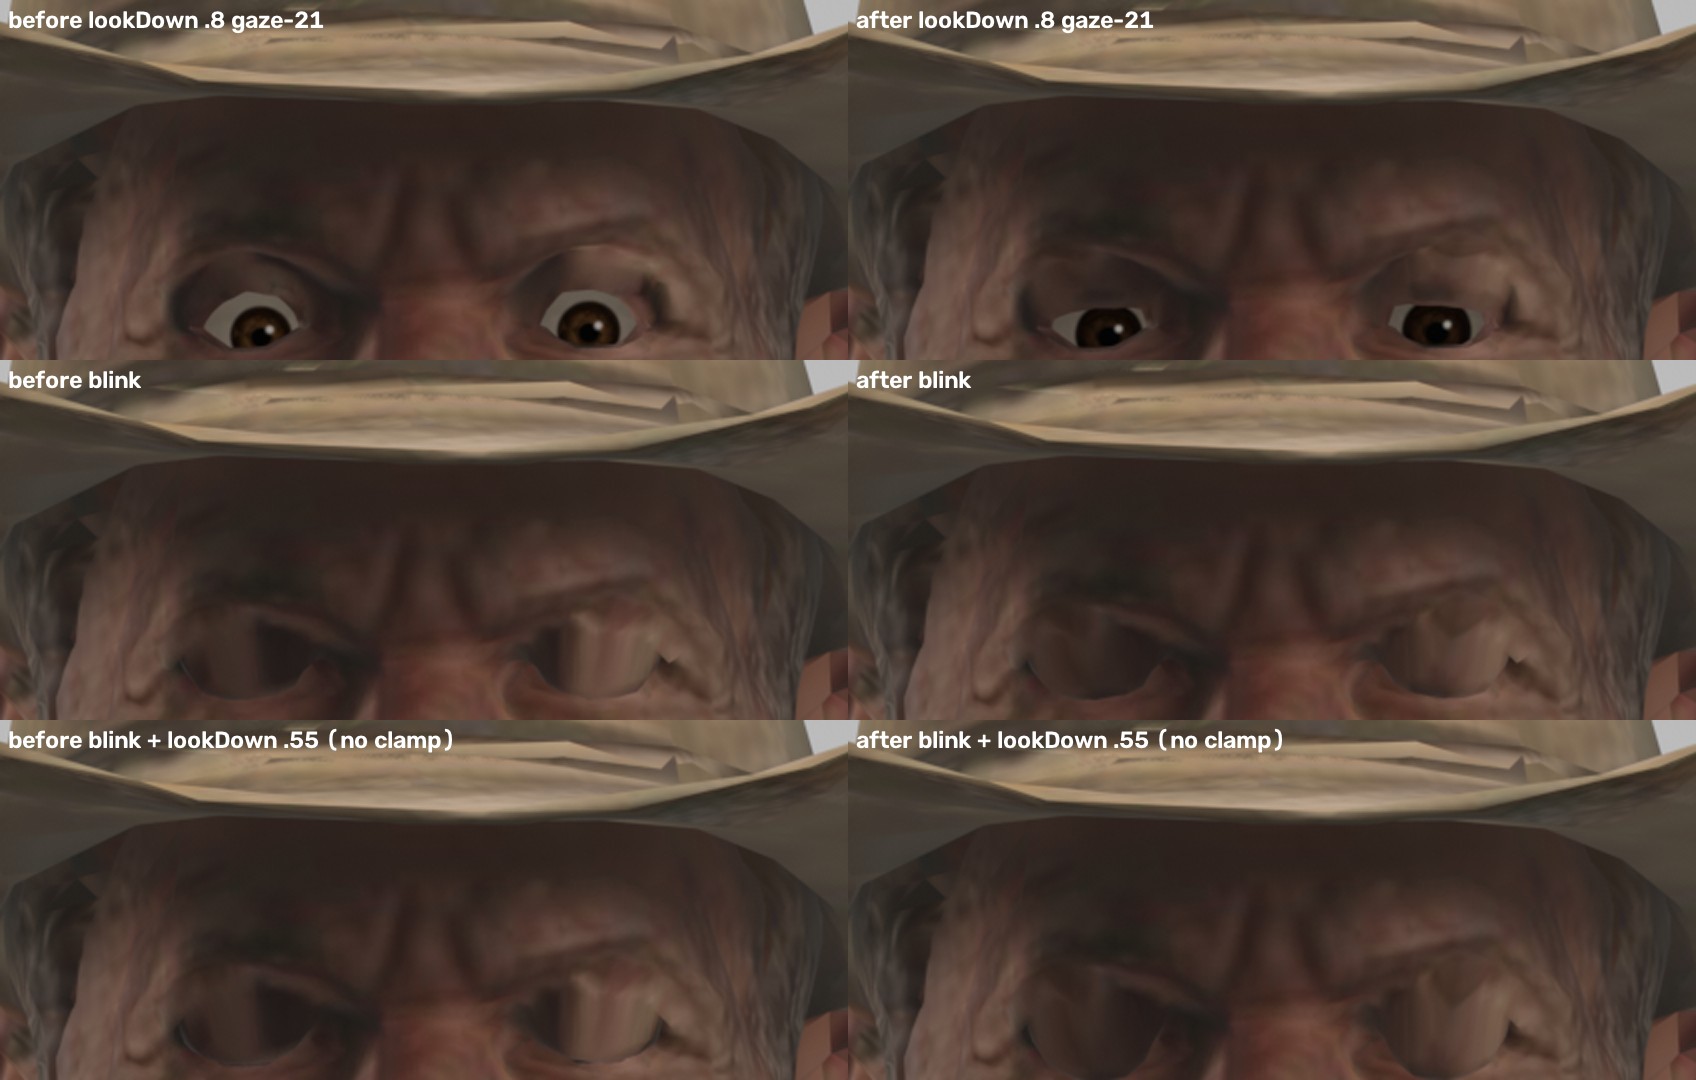 before lookDown .8 gaze-21
after lookDown .8 gaze-21
before blink
after blink
before blink + lookDown .55 (no clamp)
after blink + lookDown .55 (no clamp)